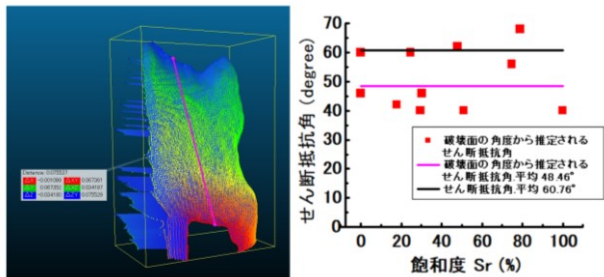 Distance: 0.075537
せん断抵抗角 (degree)
70
60
50
40
30
20
10
0
破壊面の角度から推定される
せん断抵抗角
破壊面の角度から推定される
せん断抵抗角.平均 48.46°
せん断抵抗角.平均 60.76°
0 20 40 60 80 100
飽和度 Sr (%)